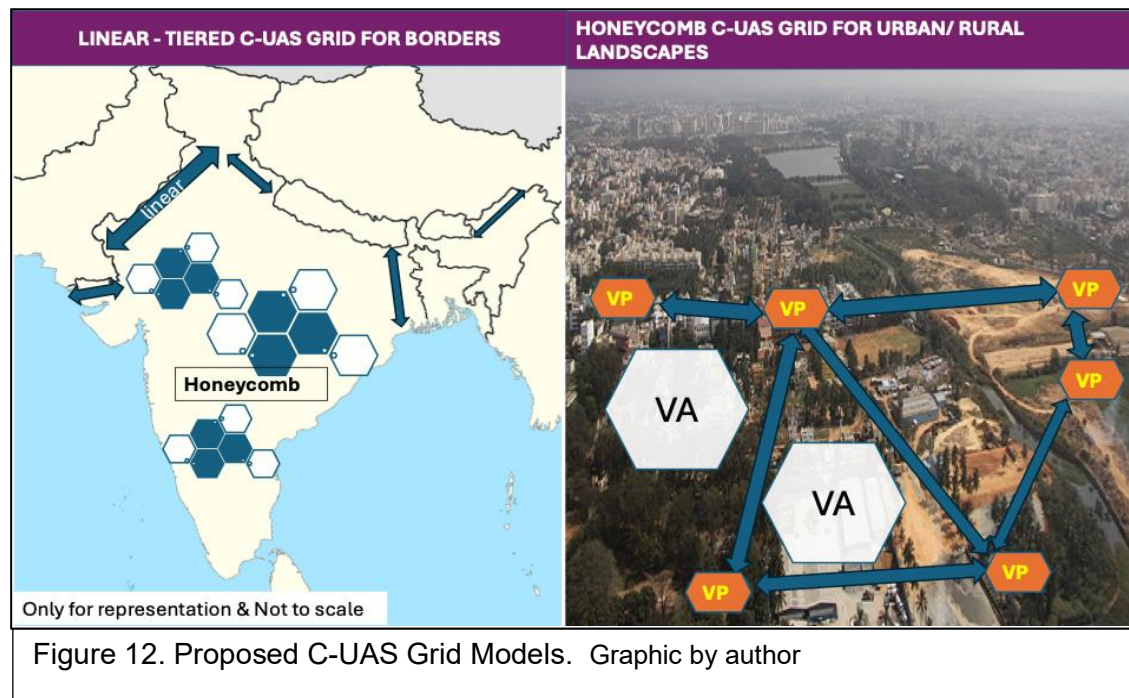 LINEAR - TIERED C-UAS GRID FOR BORDERS
linear
Honeycomb
Only for representation & Not to scale
HONEYCOMB C-UAS GRID FOR URBAN/ RURAL
LANDSCAPES
VP
VP
VP
VP
VA
VA
VP
VP
Figure 12. Proposed C-UAS Grid Models. Graphic by author